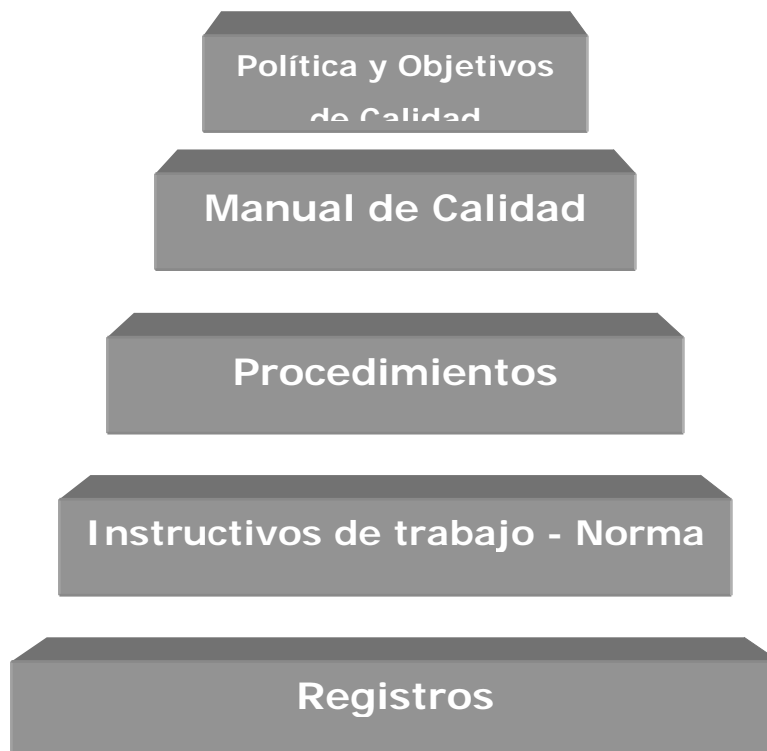 Política y Objetivos
de Calidad
Manual de Calidad
Procedimientos
Instructivos de trabajo - Norma
Registros